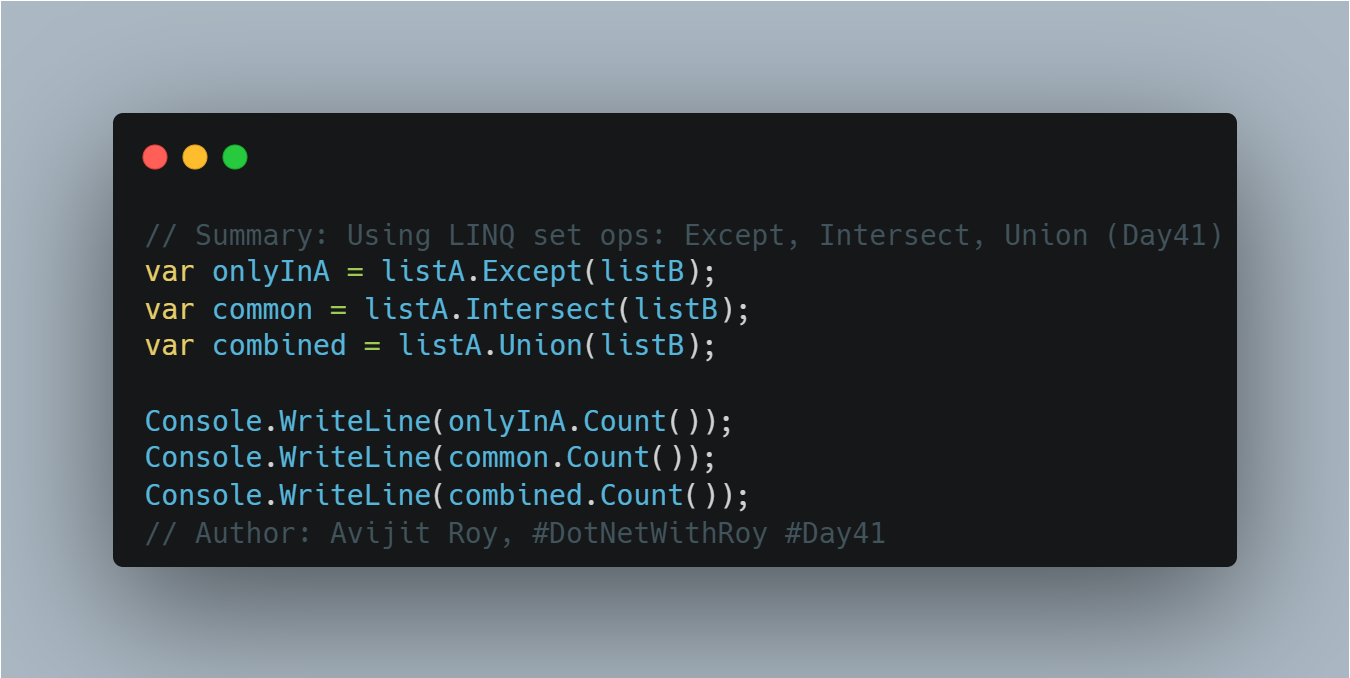 // Summary: Using LINQ set ops: Except, Intersect, Union (Day41)
var onlyInA = listA.Except(listB);
var common = listA.Intersect(listB);
var combined = listA.Union(listB);
Console.WriteLine(onlyInA.Count());
Console.WriteLine(common.Count());
Console.WriteLine(combined.Count());
// Author: Avijit Roy, #DotNetWithRoy #Day41